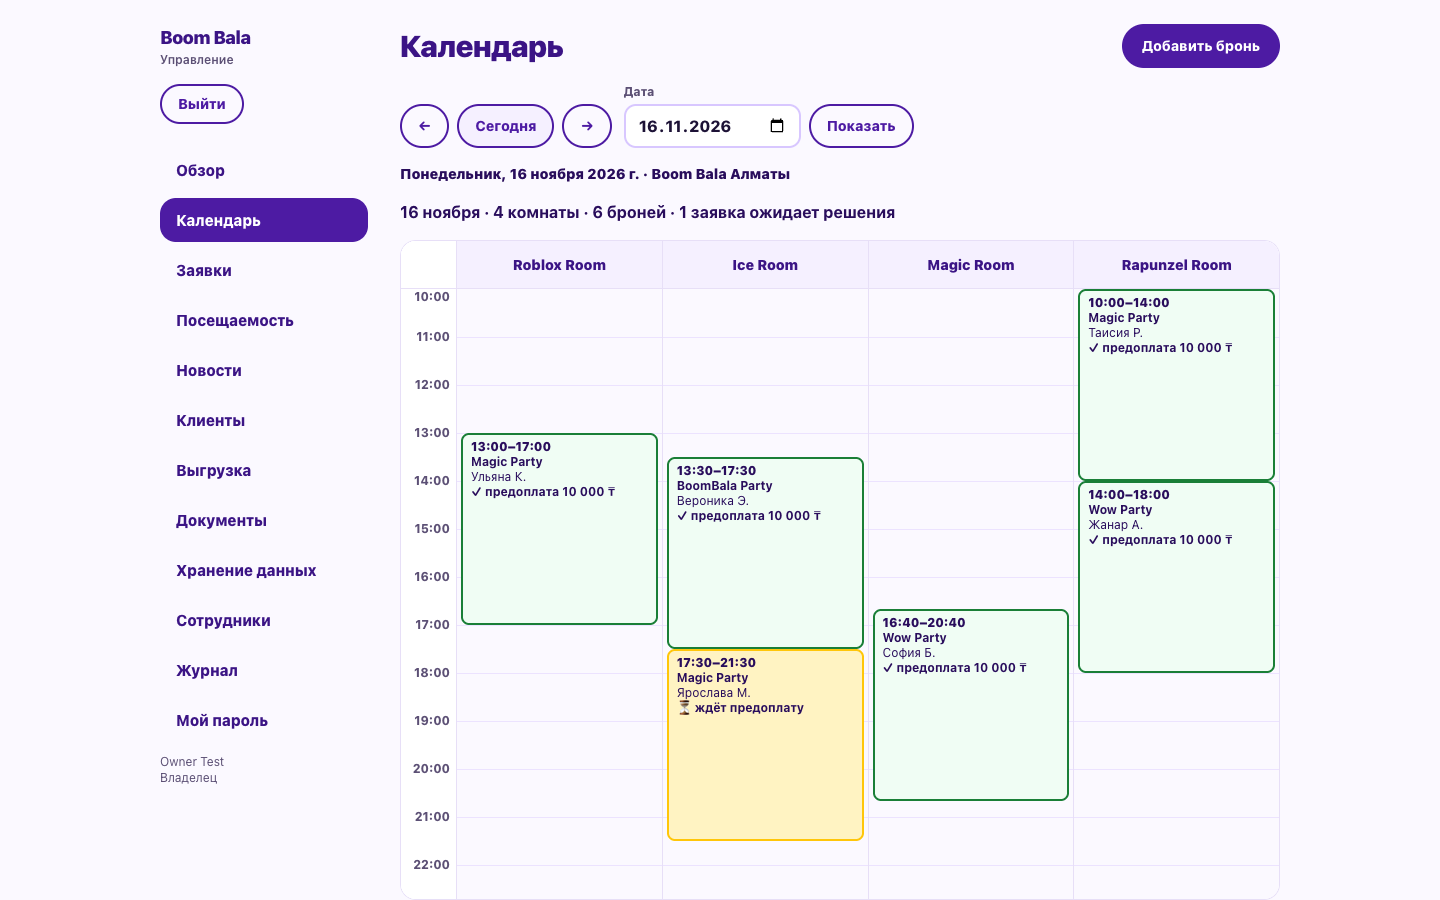 Boom Bala
Управление
Выйти
Обзор
Календарь
Заявки
Посещаемость
Новости
Клиенты
Выгрузка
Документы
Хранение данных
Сотрудники
Журнал
Мой пароль
Owner Test
Владелец
Календарь
Добавить бронь
Дата
← Сегодня → 16.11.2026 Показать
Понедельник, 16 ноября 2026 г. · Boom Bala Алматы
16 ноября · 4 комнаты · 6 броней · 1 заявка ожидает решения
Roblox Room Ice Room Magic Room Rapunzel Room
10:00
11:00
12:00
13:00
14:00
15:00
16:00
17:00
18:00
19:00
20:00
21:00
22:00
13:00–17:00
Magic Party
Ульяна К.
✓ предоплата 10 000 ₸
13:30–17:30
BoomBala Party
Вероника Э.
✓ предоплата 10 000 ₸
17:30–21:30
Magic Party
Ярослава М.
⏳ ждёт предоплату
16:40–20:40
Wow Party
София Б.
✓ предоплата 10 000 ₸
10:00–14:00
Magic Party
Таисия Р.
✓ предоплата 10 000 ₸
14:00–18:00
Wow Party
Жанар А.
✓ предоплата 10 000 ₸